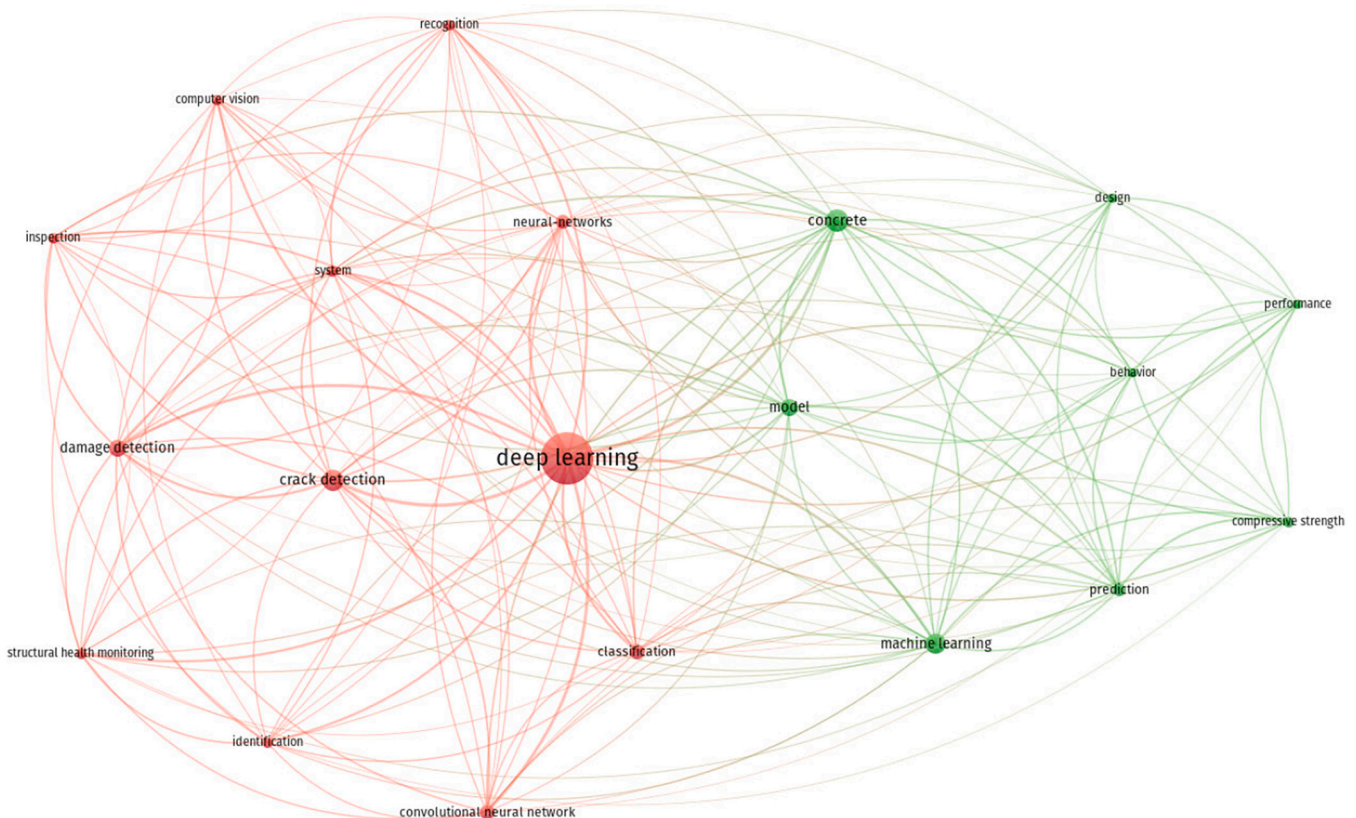 recognition
computer vision
design
concrete
neural-networks
inspection
system
performance
behavior
model
damage detection
deep learning
crack detection
compressive strength
prediction
machine learning
classification
structural health monitoring
identification
convolutional neural network